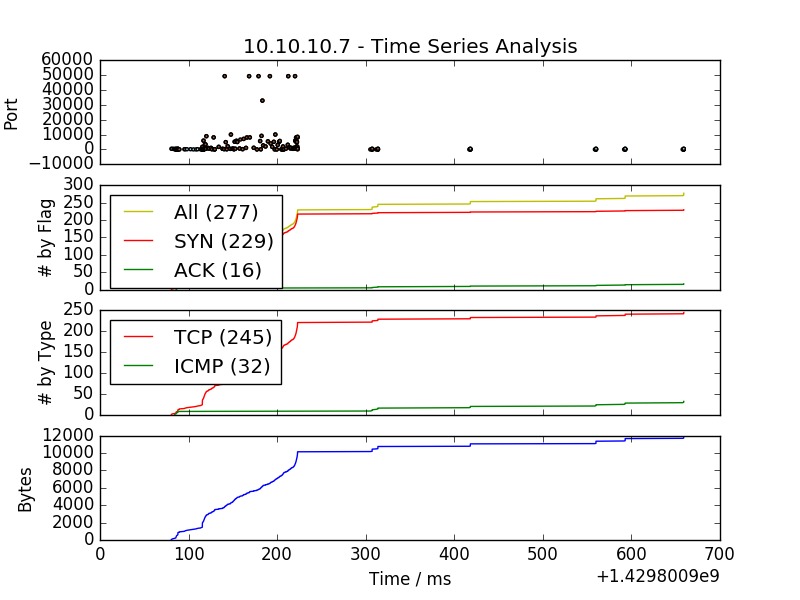 10.10.10.7 - Time Series Analysis
60000
50000
40000
30000
20000
10000
0
−10000
Port
300
250
200
150
100
50
0
# by Flag
All (277)
SYN (229)
ACK (16)
250
200
150
100
50
0
# by Type
TCP (245)
ICMP (32)
12000
10000
8000
6000
4000
2000
0
Bytes
0 100 200 300 400 500 600 700
Time / ms
+1.4298009e9